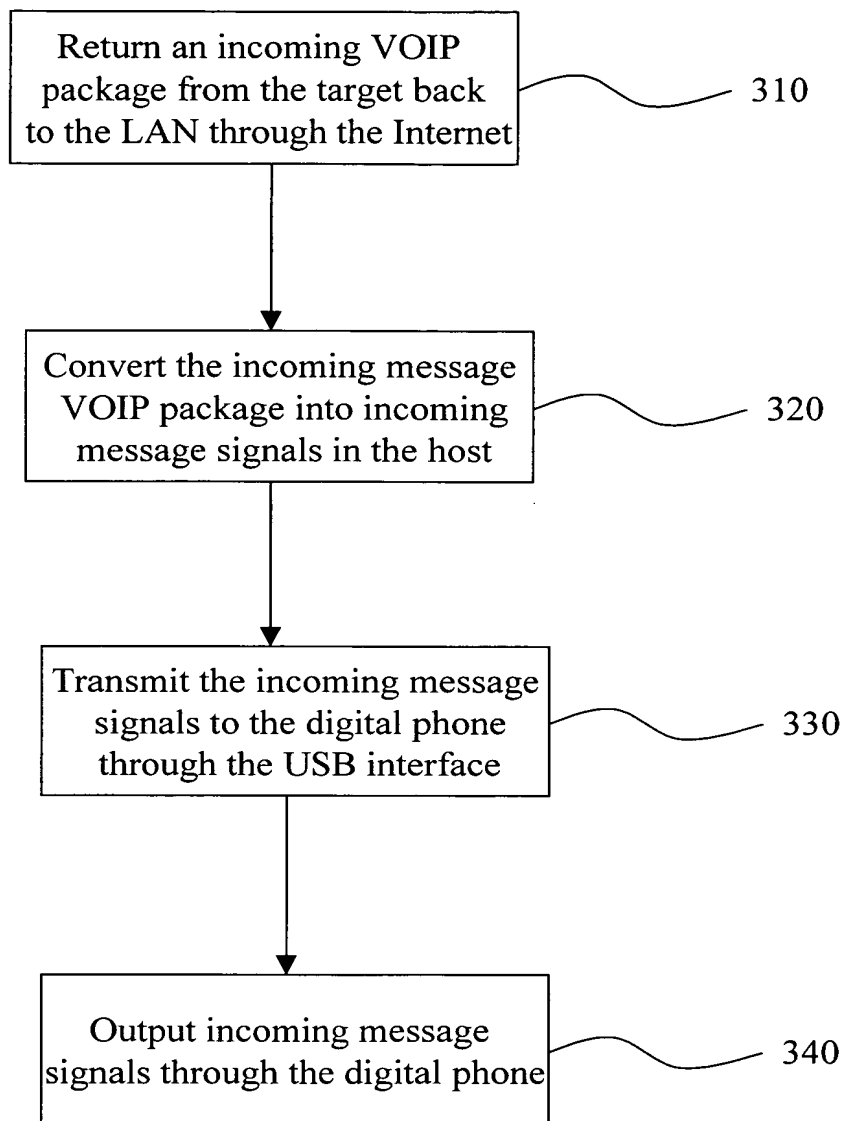 Return an incoming VOIP
package from the target back
to the LAN through the Internet
310
Convert the incoming message
VOIP package into incoming
message signals in the host
320
Transmit the incoming message
signals to the digital phone
through the USB interface
330
Output incoming message
signals through the digital phone
340